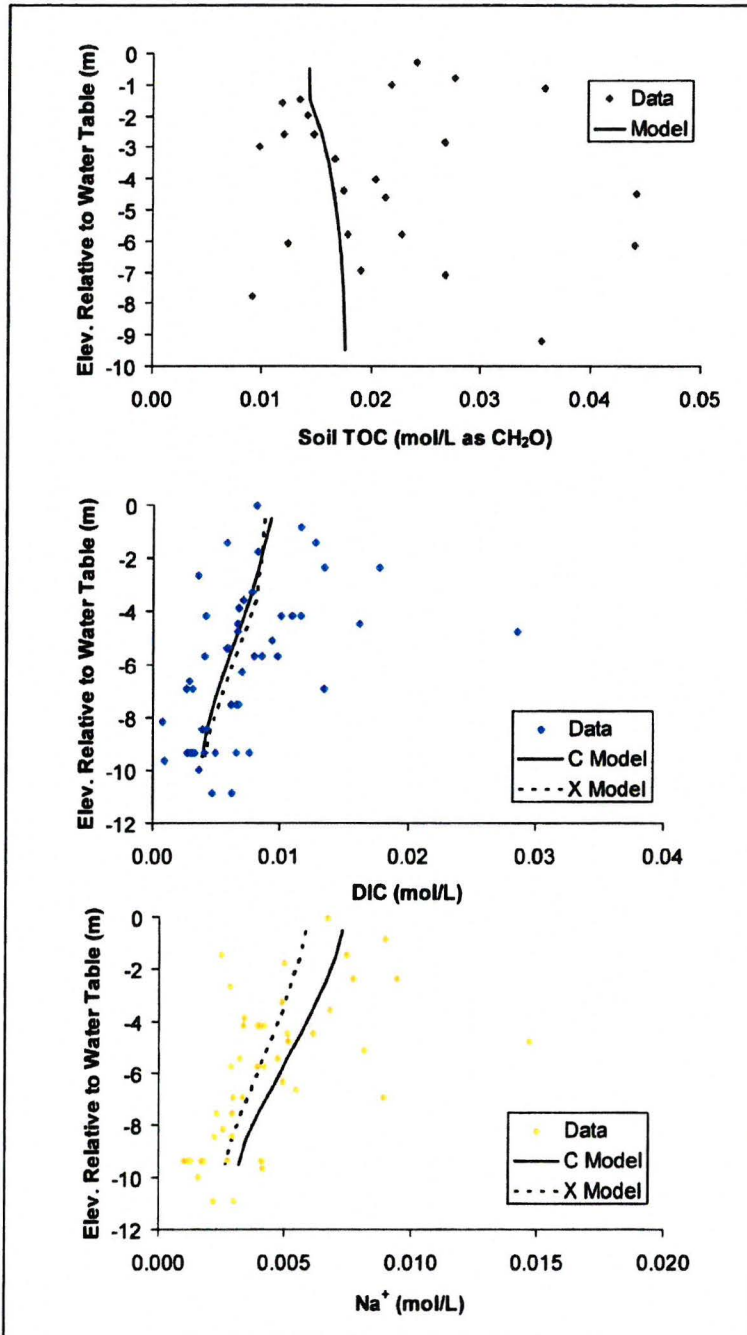 Elev. Relative to Water Table (m)
0
-1
-2
-3
-4
-5
-6
-7
-8
-9
-10
Data
Model
0.00 0.01 0.02 0.03 0.04 0.05
Soil TOC (mol/L as CH₂O)
Elev. Relative to Water Table (m)
0
-2
-4
-6
-8
-10
-12
Data
C Model
X Model
0.00 0.01 0.02 0.03 0.04
DIC (mol/L)
Elev. Relative to Water Table (m)
0
-2
-4
-6
-8
-10
-12
Data
C Model
X Model
0.000 0.005 0.010 0.015 0.020
Na⁺ (mol/L)